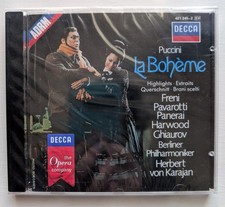 ADRM
DECCA
Puccini
La Bohème
Highlights · Extraits
Querschnitt · Brani scelti
Freni
Pavarotti
Panerai
Harwood
Ghiaurov
Berliner
Philharmoniker
Herbert
von Karajan
DECCA
the
Opera
company